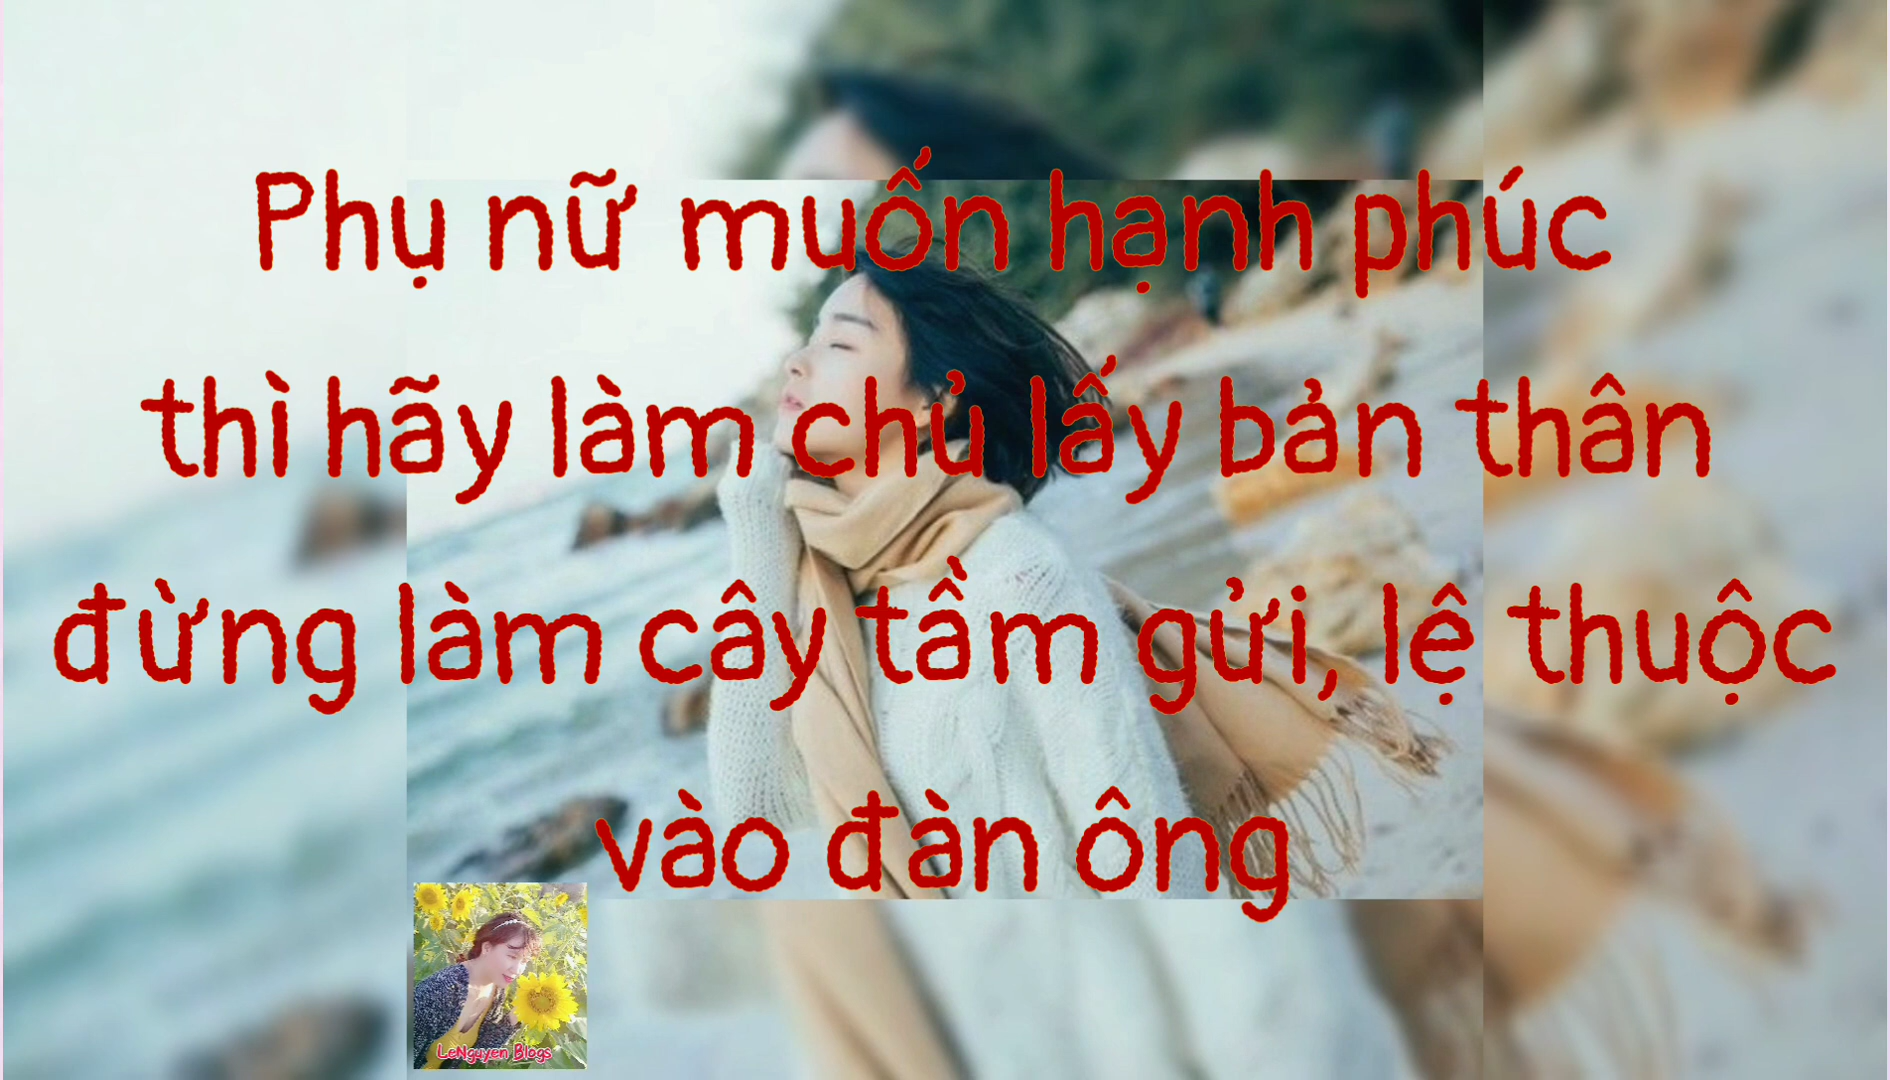 Phụ nữ muốn hạnh phúc
thì hãy làm chủ lấy bản thân
đừng làm cây tầm gửi, lệ thuộc
vào đàn ông
LeNguyen Blogs